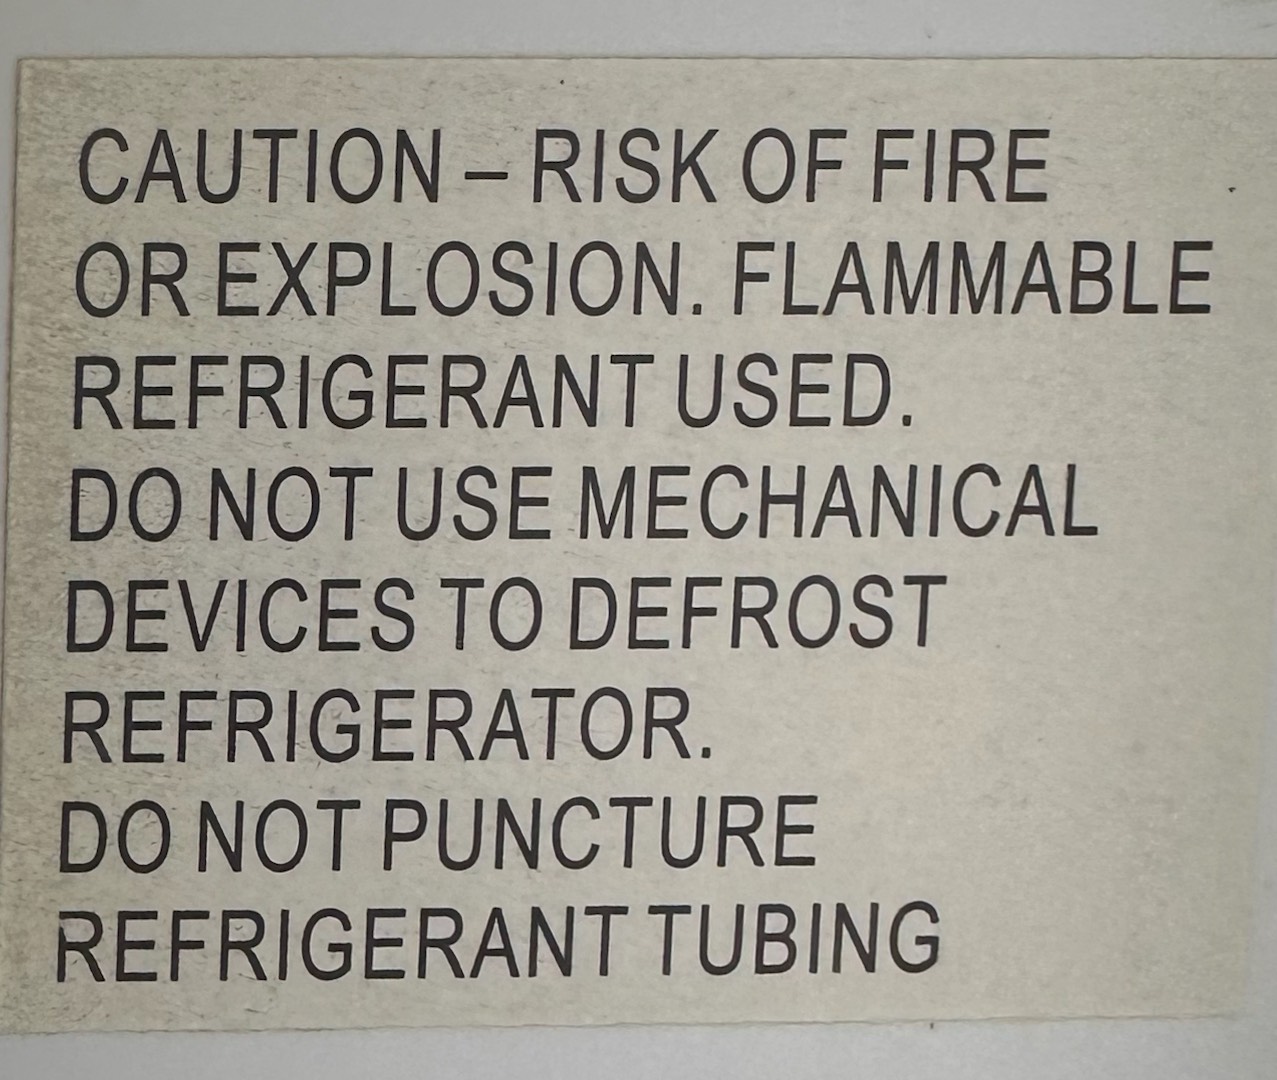 CAUTION – RISK OF FIRE
OR EXPLOSION. FLAMMABLE
REFRIGERANT USED.
DO NOT USE MECHANICAL
DEVICES TO DEFROST
REFRIGERATOR.
DO NOT PUNCTURE
REFRIGERANT TUBING